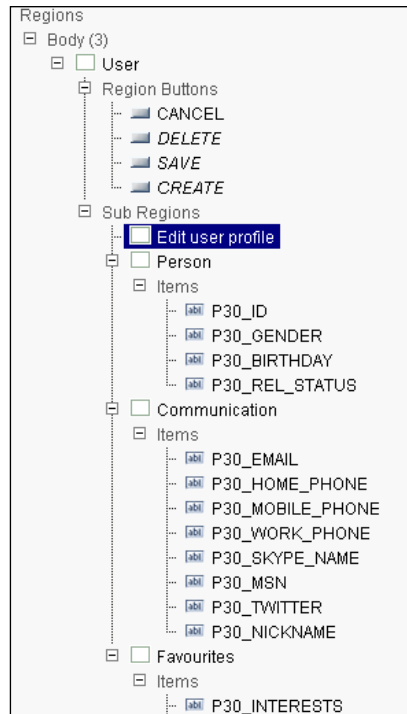 Regions
Body (3)
User
Region Buttons
CANCEL
DELETE
SAVE
CREATE
Sub Regions
Edit user profile
Person
Items
P30_ID
P30_GENDER
P30_BIRTHDAY
P30_REL_STATUS
Communication
Items
P30_EMAIL
P30_HOME_PHONE
P30_MOBILE_PHONE
P30_WORK_PHONE
P30_SKYPE_NAME
P30_MSN
P30_TWITTER
P30_NICKNAME
Favourites
Items
P30_INTERESTS